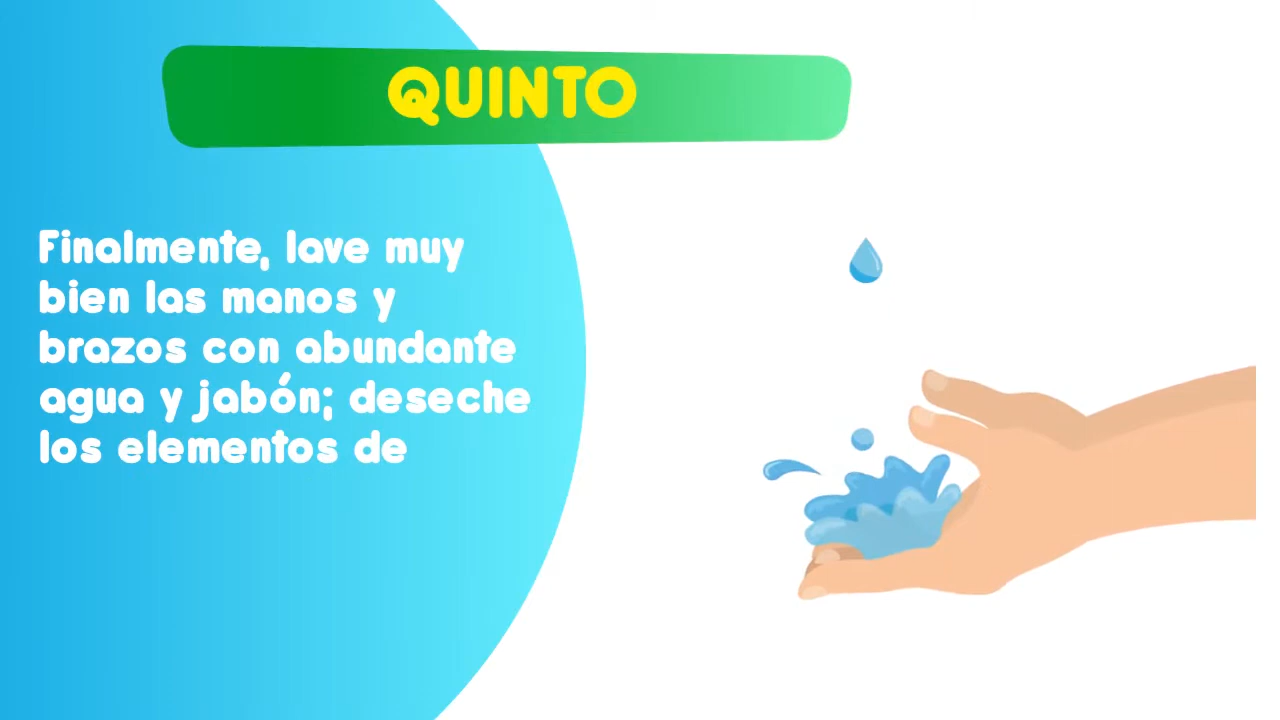 QUINTO
Finalmente, lave muy
bien las manos y
brazos con abundante
agua y jabón; deseche
los elementos de